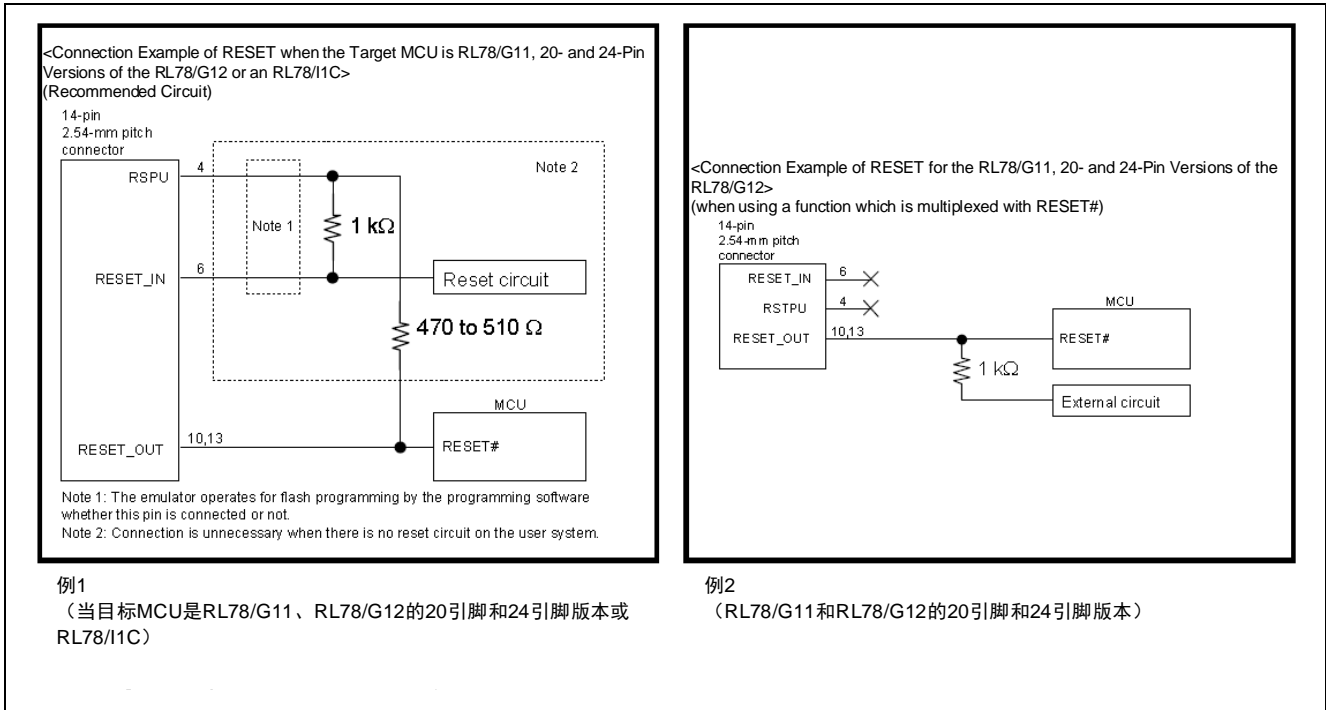 <Connection Example of RESET when the Target MCU is RL78/G11, 20- and 24-Pin
Versions of the RL78/G12 or an RL78/I1C>
(Recommended Circuit)
14-pin
2.54-mm pitch
connector
RSPU
4
Note 1
1 kΩ
Note 2
RESET_IN
6
Reset circuit
470 to 510 Ω
MCU
RESET_OUT
10,13
RESET#
Note 1: The emulator operates for flash programming by the programming software
whether this pin is connected or not.
Note 2: Connection is unnecessary when there is no reset circuit on the user system.
例1
（当目标MCU是RL78/G11、RL78/G12的20引脚和24引脚版本或
RL78/I1C）
<Connection Example of RESET for the RL78/G11, 20- and 24-Pin Versions of the
RL78/G12>
(when using a function which is multiplexed with RESET#)
14-pin
2.54-mm pitch
connector
RESET_IN
6
RSTPU
4
MCU
RESET_OUT
10,13
RESET#
1 kΩ
External circuit
例2
（RL78/G11和RL78/G12的20引脚和24引脚版本）